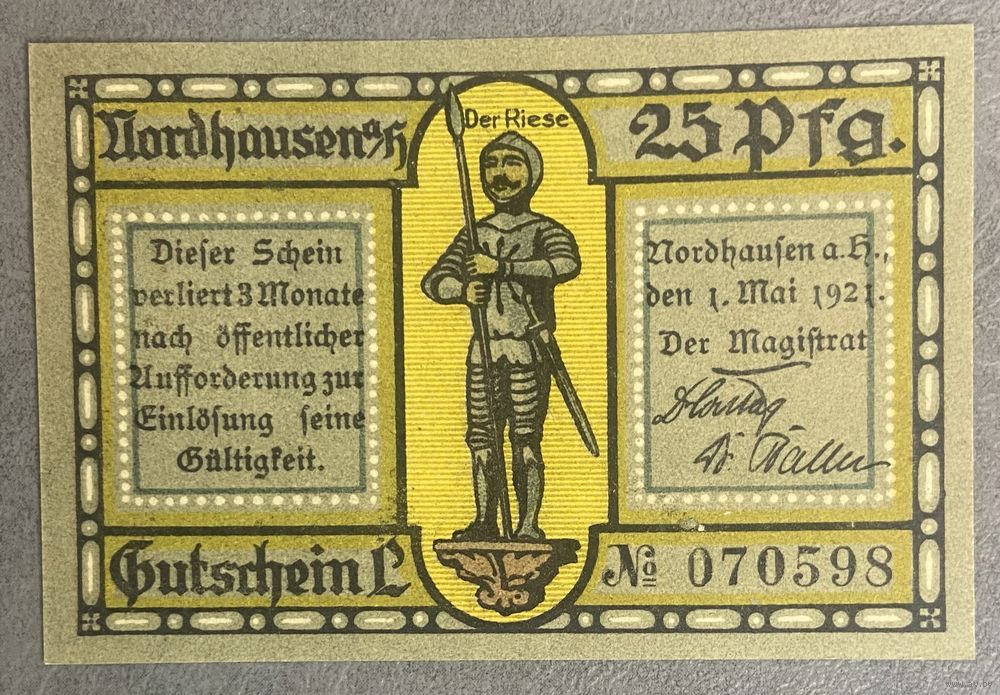 Nordhausen a/H
Der Riese
25 Pfg.
Dieser Schein
verliert 3 Monate
nach öffentlicher
Aufforderung zur
Einlösung seine
Gültigkeit.
Nordhausen a. H.,
den 1. Mai 1921.
Der Magistrat
Gutschein L
№ 070598